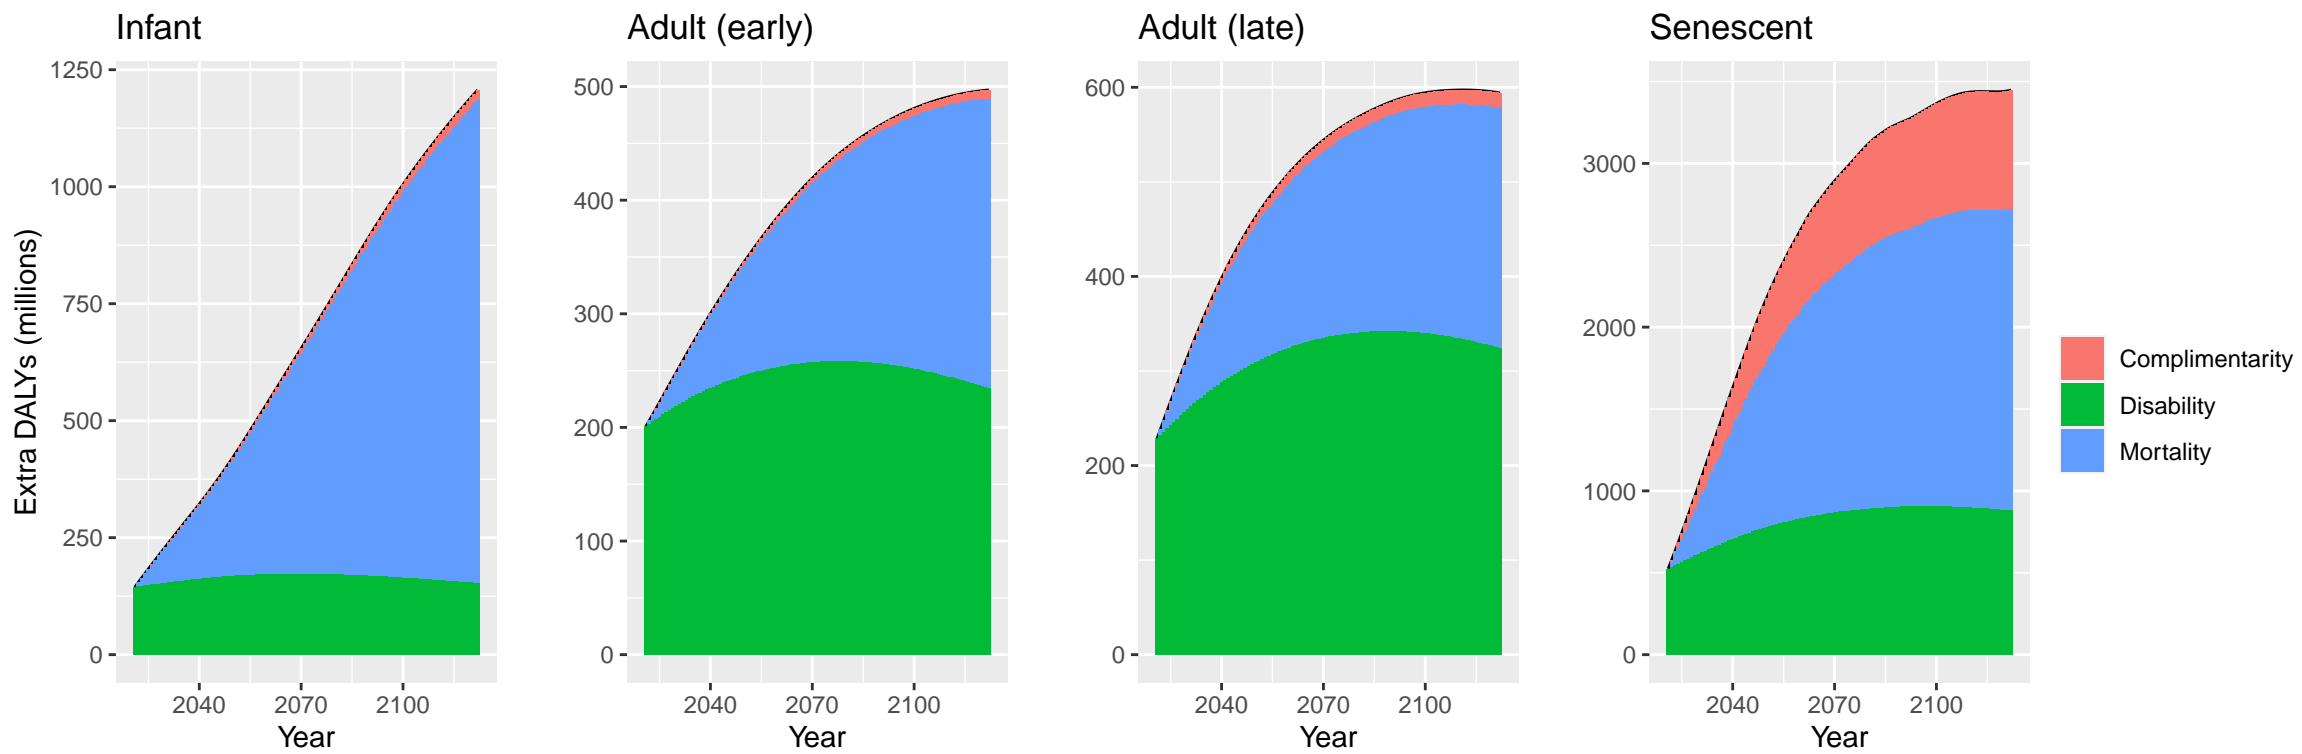 Infant
Adult (early)
Adult (late)
Senescent
Extra DALYs (millions)
1250
1000
750
500
250
0
2040 2070 2100
Year
500
400
300
200
100
0
2040 2070 2100
Year
600
400
200
0
2040 2070 2100
Year
3000
2000
1000
0
2040 2070 2100
Year
Complimentarity
Disability
Mortality